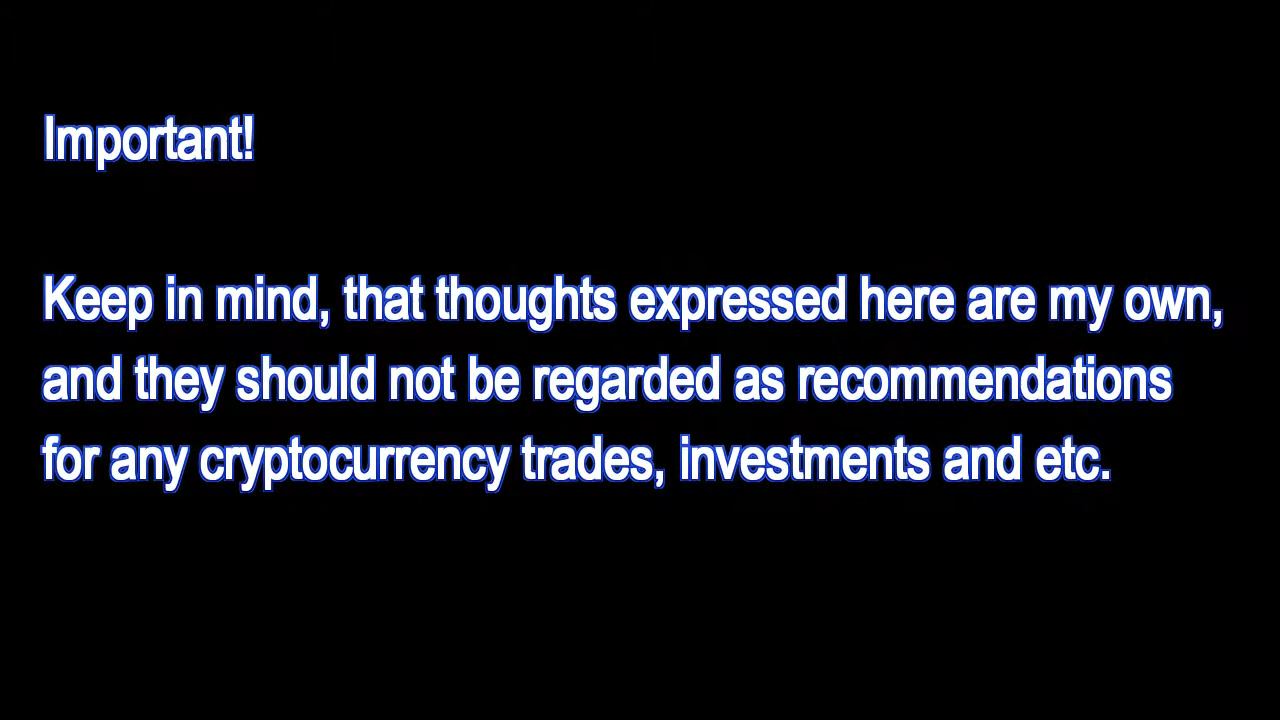 Important!
Keep in mind, that thoughts expressed here are my own,
and they should not be regarded as recommendations
for any cryptocurrency trades, investments and etc.